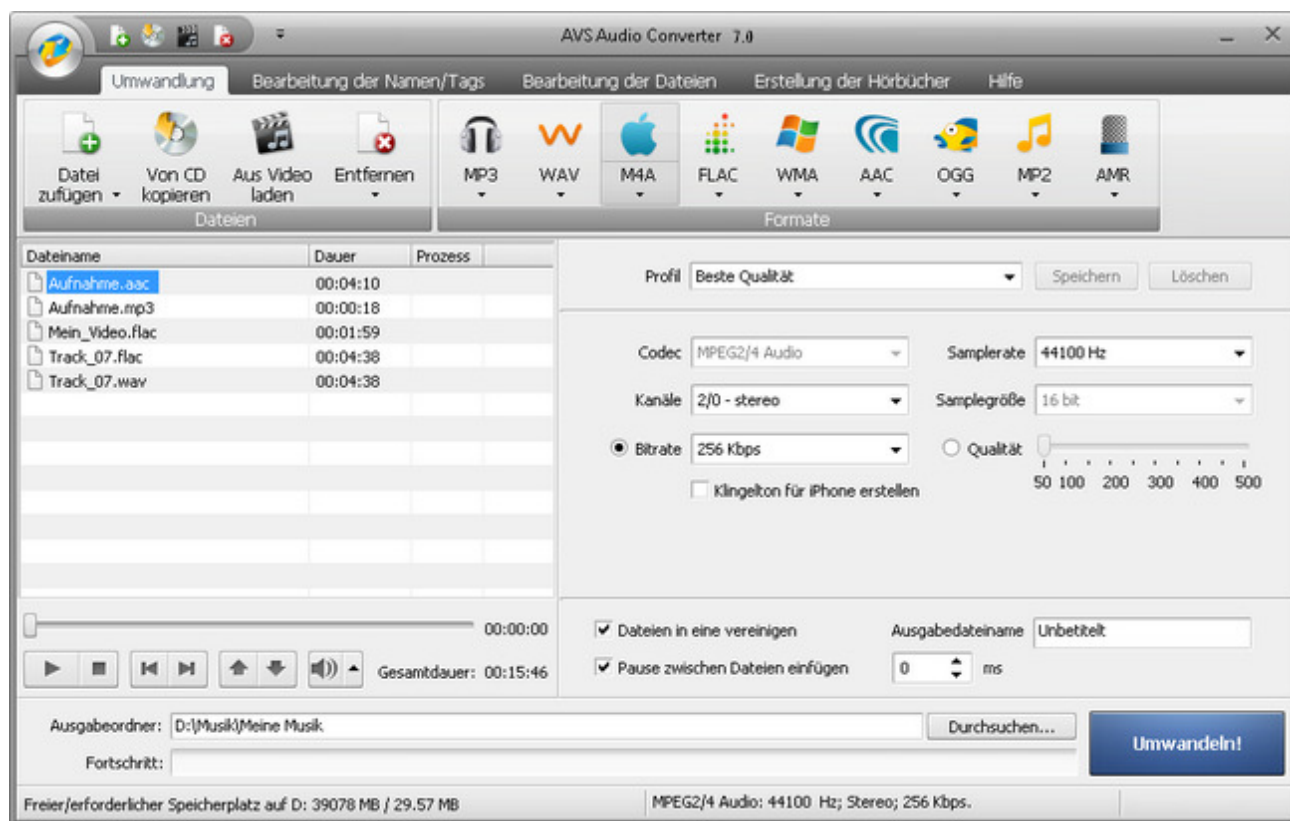 AVS Audio Converter 7.0
Umwandlung Bearbeitung der Namen/Tags Bearbeitung der Dateien Erstellung der Hörbücher Hilfe
Datei zufügen
Von CD kopieren
Aus Video laden
Entfernen
Dateien
MP3 WAV M4A FLAC WMA AAC OGG MP2 AMR
Formate
Dateiname Dauer Prozess
Aufnahme.aac 00:04:10
Aufnahme.mp3 00:00:18
Mein_Video.flac 00:01:59
Track_07.flac 00:04:38
Track_07.wav 00:04:38
00:00:00
Gesamtdauer: 00:15:46
Profil Beste Qualität Speichern Löschen
Codec MPEG2/4 Audio Samplerate 44100 Hz
Kanäle 2/0 - stereo Samplegröße 16 bit
Bitrate 256 Kbps Qualität
50 100 200 300 400 500
Klingelton für iPhone erstellen
Dateien in eine vereinigen Ausgabedateiname Unbetitelt
Pause zwischen Dateien einfügen 0 ms
Ausgabeordner: D:\Musik\Meine Musik Durchsuchen...
Umwandeln!
Fortschritt:
Freier/erforderlicher Speicherplatz auf D: 39078 MB / 29.57 MB MPEG2/4 Audio: 44100 Hz; Stereo; 256 Kbps.